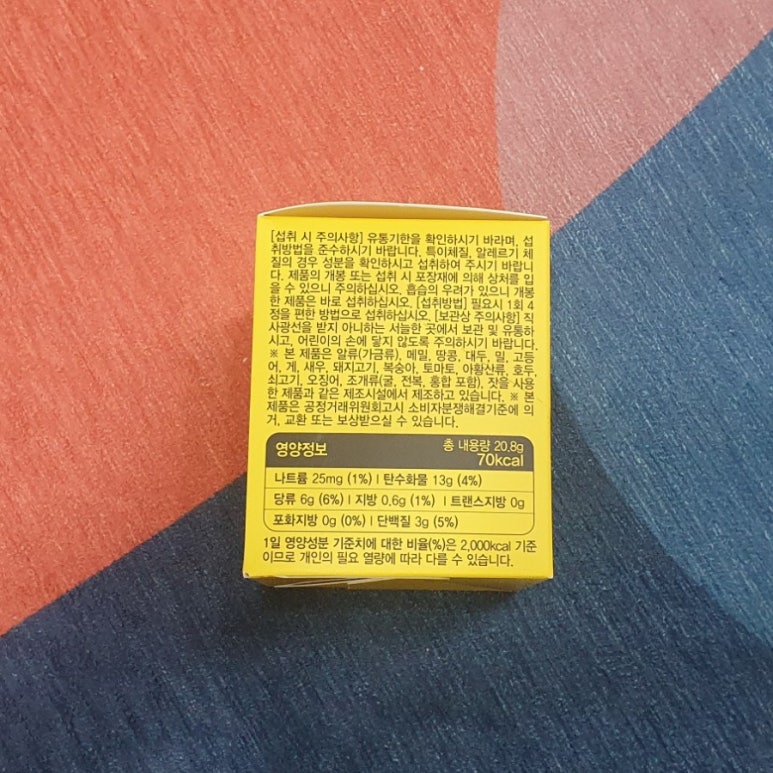 [섭취 시 주의사항] 유통기한을 확인하시기 바라며, 섭
취방법을 준수하시기 바랍니다. 특이체질, 알레르기 체
질의 경우 성분을 확인하시고 섭취하여 주시기 바랍니
다. 제품의 개봉 또는 섭취 시 포장재에 의해 상처를 입
을 수 있으니 주의하십시오. 흡습의 우려가 있으니 개봉
한 제품은 바로 섭취하십시오. [섭취방법] 필요시 1회 4
정을 편한 방법으로 섭취하십시오. [보관상 주의사항] 직
사광선을 받지 아니하는 서늘한 곳에서 보관 및 유통하
시고, 어린이의 손에 닿지 않도록 주의하시기 바랍니다.
※ 본 제품은 알류(가금류), 메밀, 땅콩, 대두, 밀, 고등
어, 게, 새우, 돼지고기, 복숭아, 토마토, 아황산류, 호두,
쇠고기, 오징어, 조개류(굴, 전복, 홍합 포함), 잣을 사용
한 제품과 같은 제조시설에서 제조하고 있습니다. ※ 본
제품은 공정거래위원회고시 소비자분쟁해결기준에 의
거, 교환 또는 보상받으실 수 있습니다.
영양정보 총 내용량 20.8g
70kcal
나트륨 25mg (1%) | 탄수화물 13g (4%)
당류 6g (6%) | 지방 0.6g (1%) | 트랜스지방 0g
포화지방 0g (0%) | 단백질 3g (5%)
1일 영양성분 기준치에 대한 비율(%)은 2,000kcal 기준
이므로 개인의 필요 열량에 따라 다를 수 있습니다.